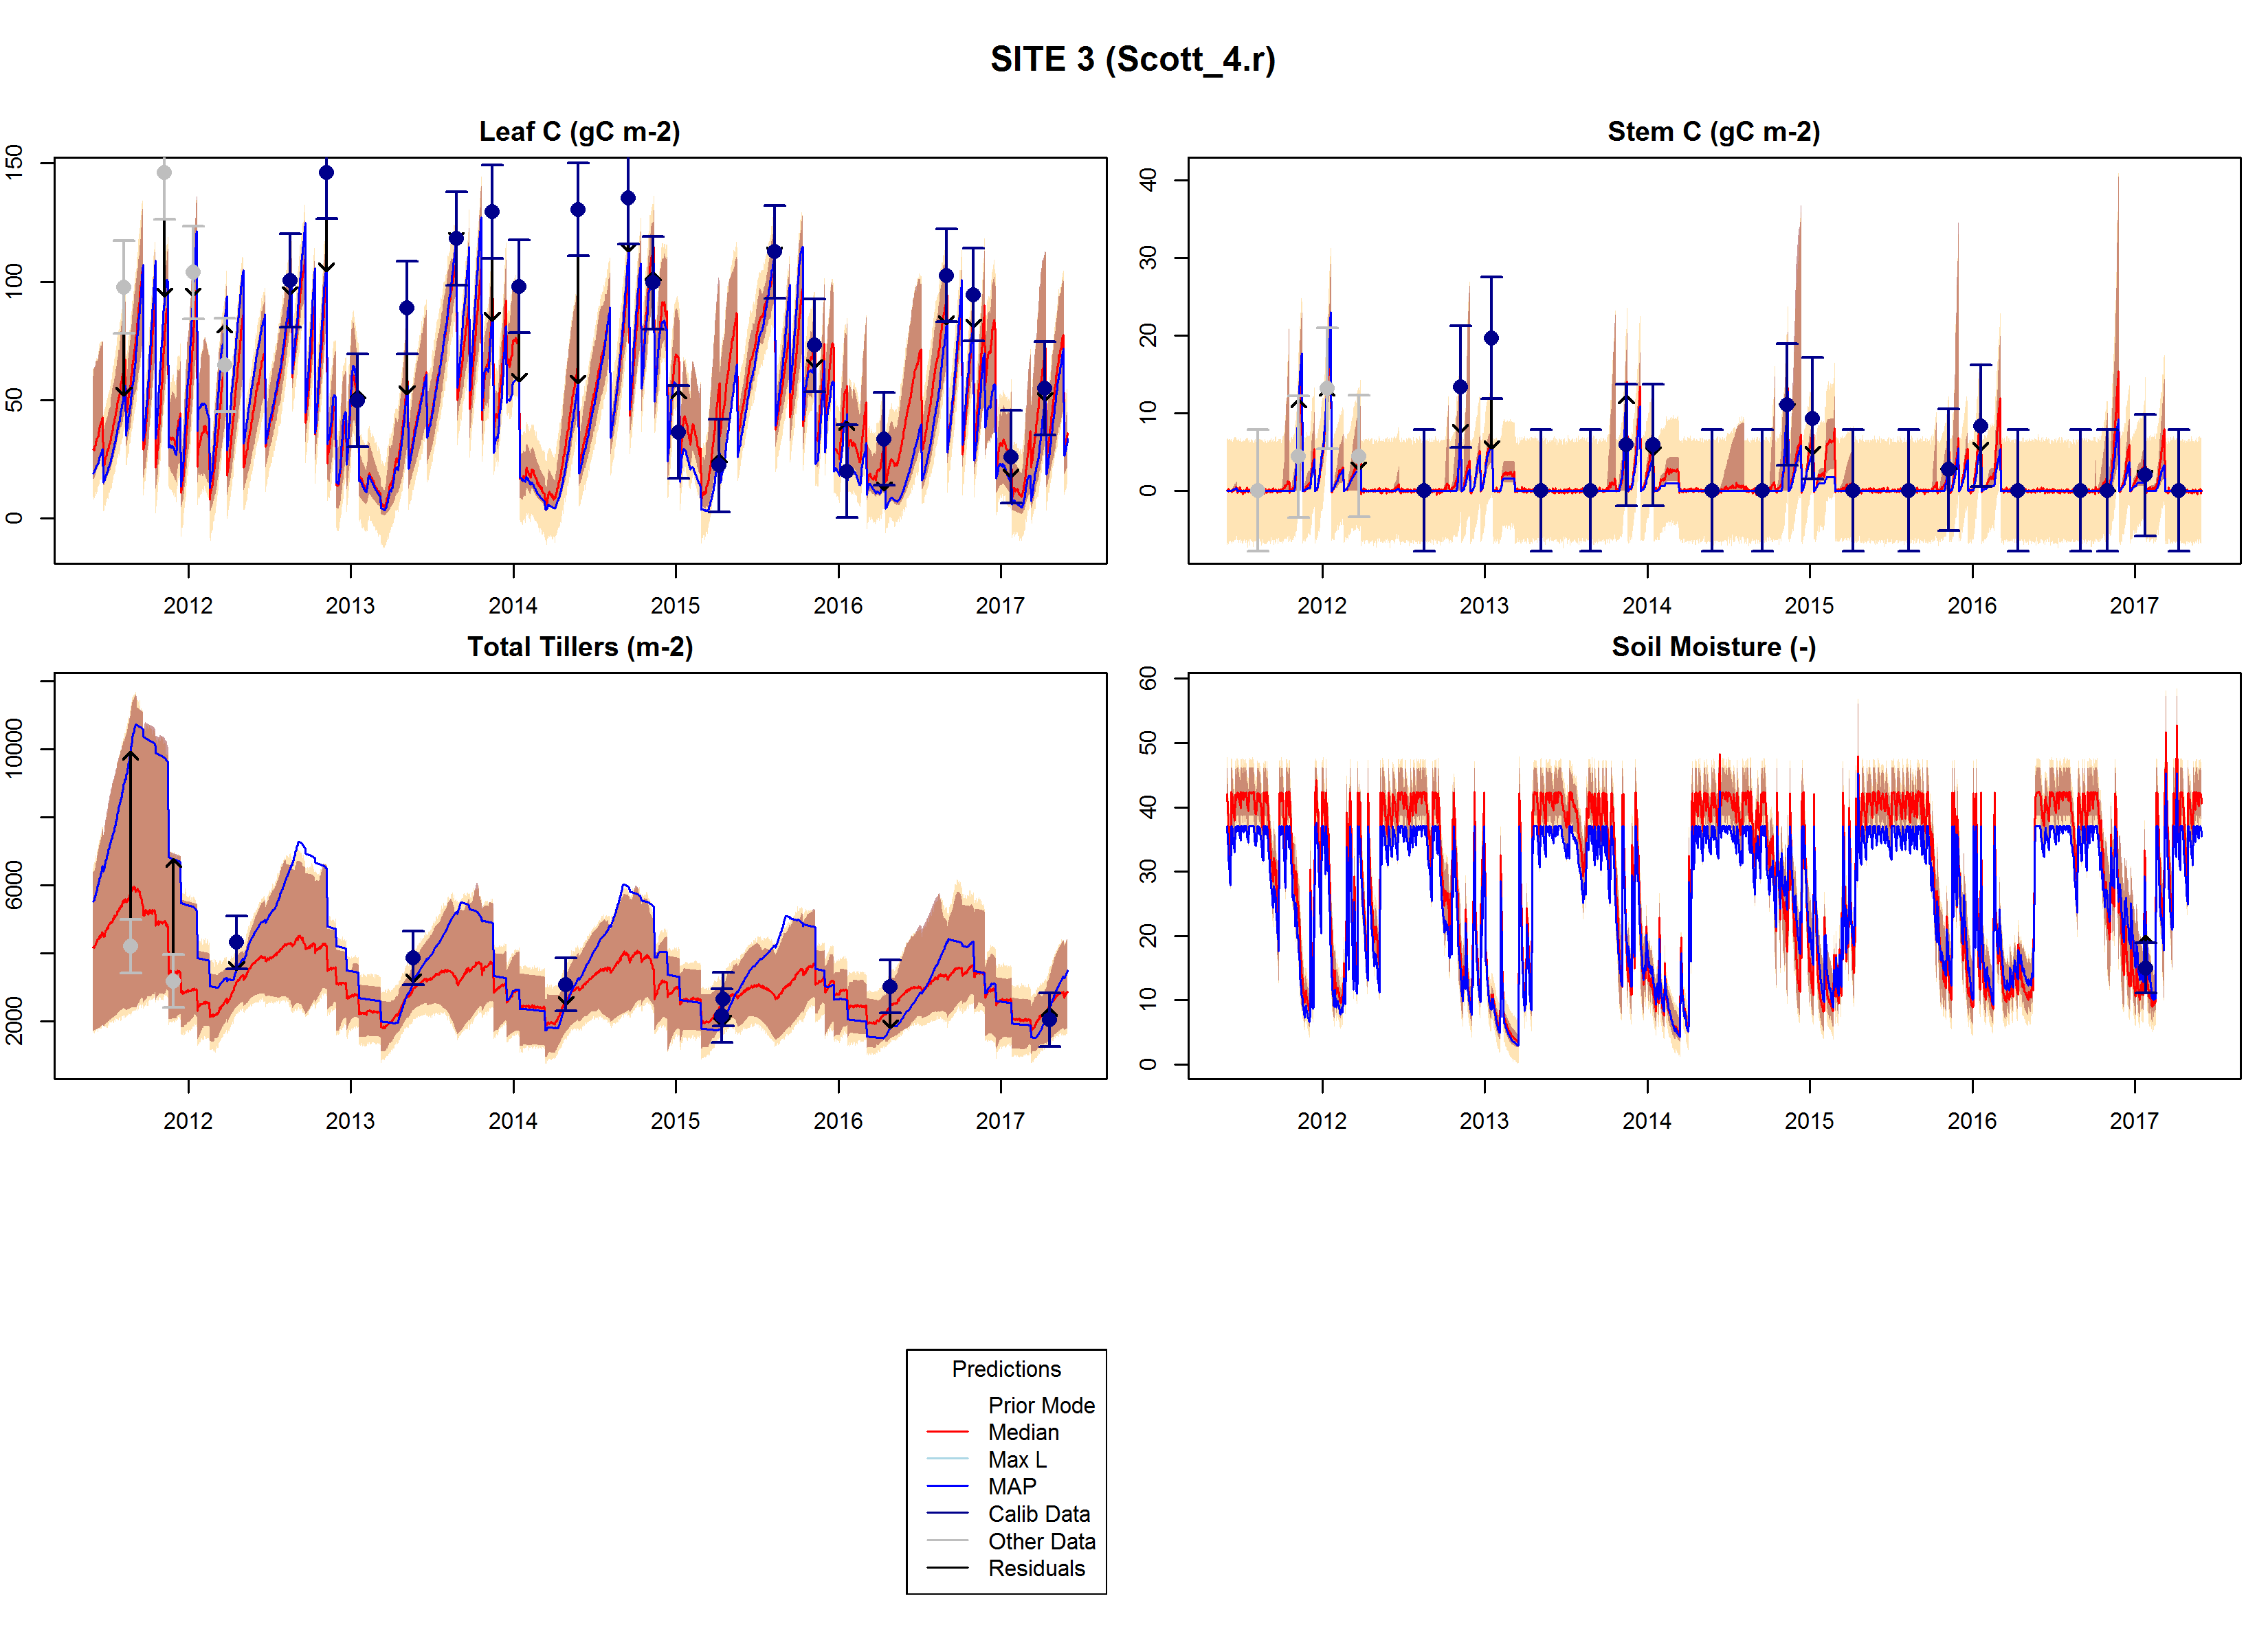 SITE 3 (Scott_4.r)
Leaf C (gC m-2)
0 50 100 150
2012 2013 2014 2015 2016 2017
Stem C (gC m-2)
0 10 20 30 40
2012 2013 2014 2015 2016 2017
Total Tillers (m-2)
2000 6000 10000
2012 2013 2014 2015 2016 2017
Soil Moisture (-)
0 10 20 30 40 50 60
2012 2013 2014 2015 2016 2017
Predictions
Prior Mode
Median
Max L
MAP
Calib Data
Other Data
Residuals